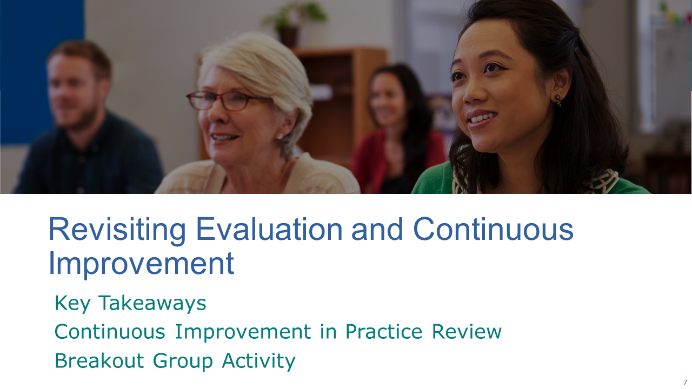 Revisiting Evaluation and Continuous
Improvement
Key Takeaways
Continuous Improvement in Practice Review
Breakout Group Activity
7